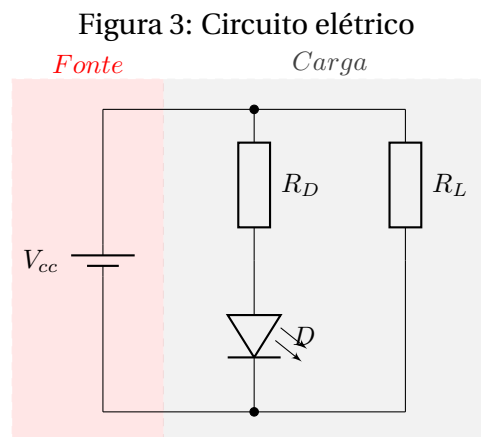 Figura 3: Circuito elétrico
Fonte
Carga
R_D
R_L
V_cc
D